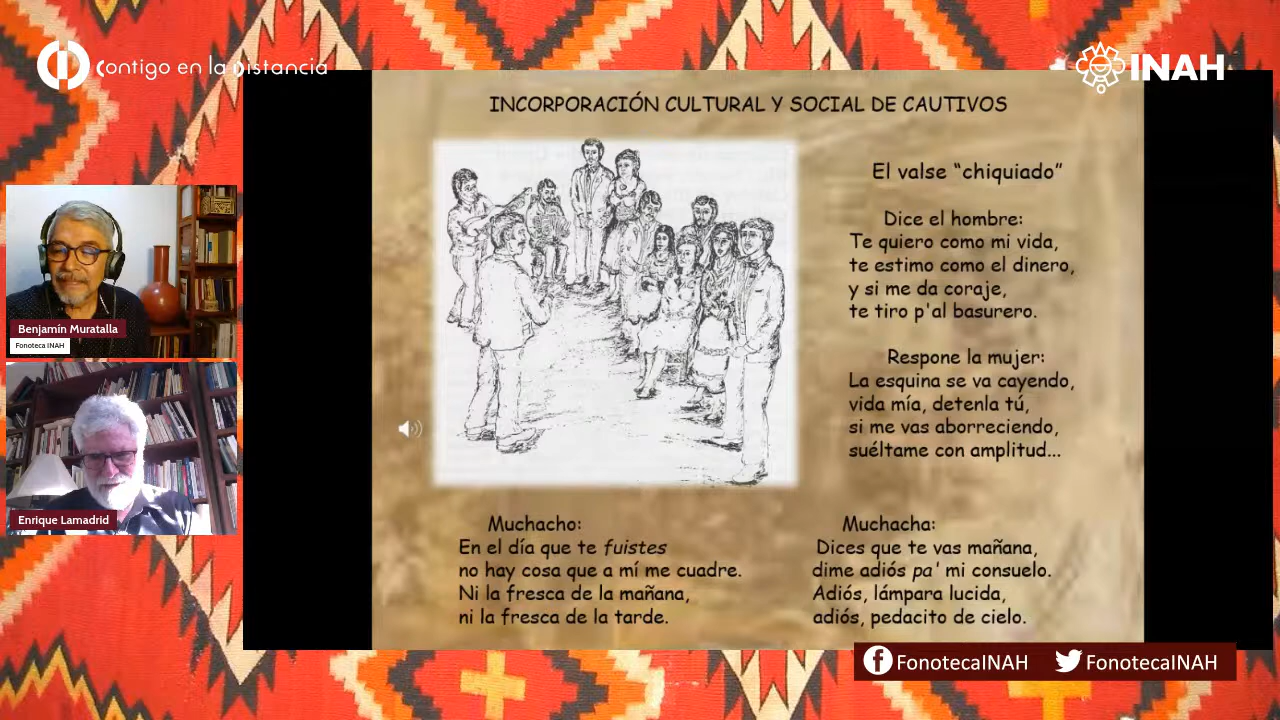 Contigo en la Distancia
INAH
INCORPORACIÓN CULTURAL Y SOCIAL DE CAUTIVOS
El valse “chiquiado”
Dice el hombre:
Te quiero como mi vida,
te estimo como el dinero,
y si me da coraje,
te tiro p'al basurero.
Respone la mujer:
La esquina se va cayendo,
vida mía, detenla tú,
si me vas aborreciendo,
suéltame con amplitud...
Muchacho:
En el día que te fuistes
no hay cosa que a mí me cuadre.
Ni la fresca de la mañana,
ni la fresca de la tarde.
Muchacha:
Dices que te vas mañana,
dime adiós pa' mi consuelo.
Adiós, lámpara lucida,
adiós, pedacito de cielo.
Benjamín Muratalla
Fonoteca INAH
Enrique Lamadrid
FonotecaINAH
FonotecaINAH